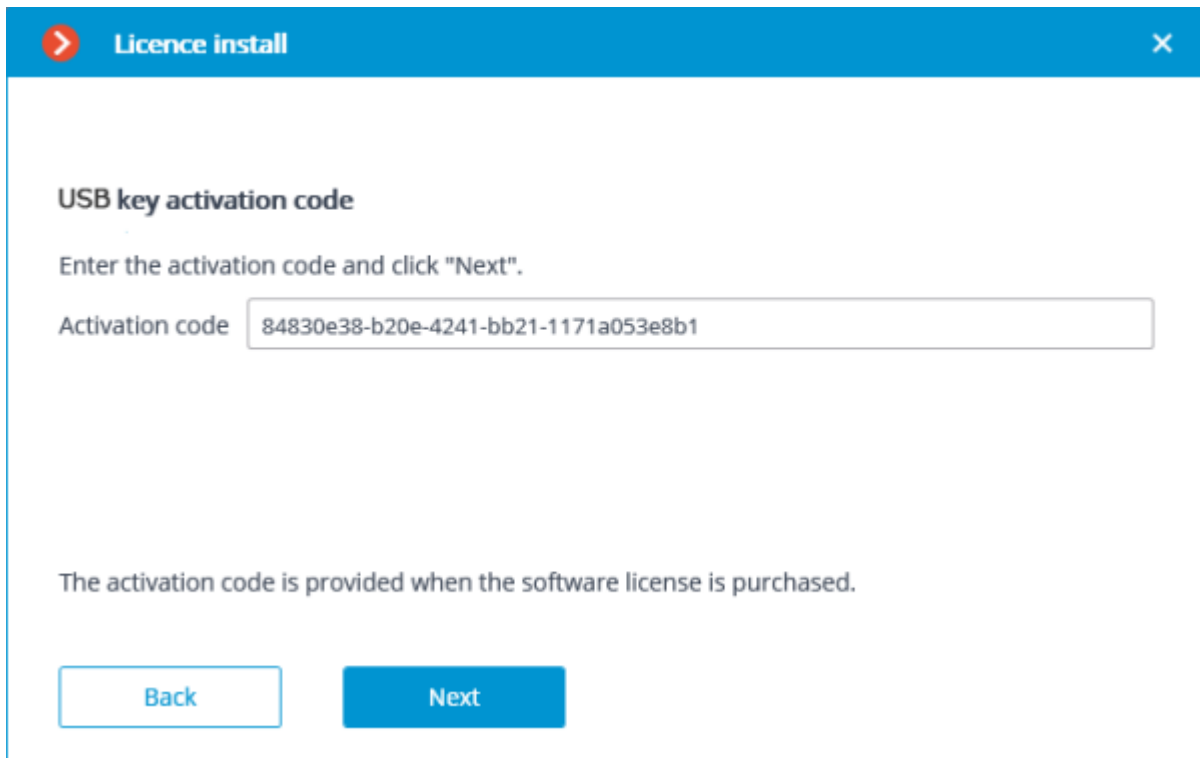 Licence install
USB key activation code
Enter the activation code and click "Next".
Activation code 84830e38-b20e-4241-bb21-1171a053e8b1
The activation code is provided when the software license is purchased.
Back Next